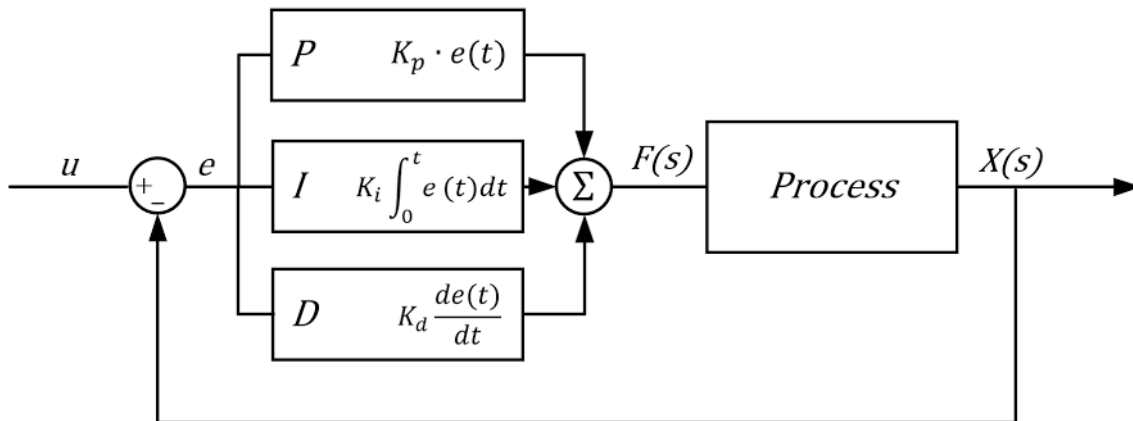 P K_p · e(t)
u + − e
I K_i ∫_0^t e (t)dt
Σ F(s) Process X(s)
D K_d de(t)/dt